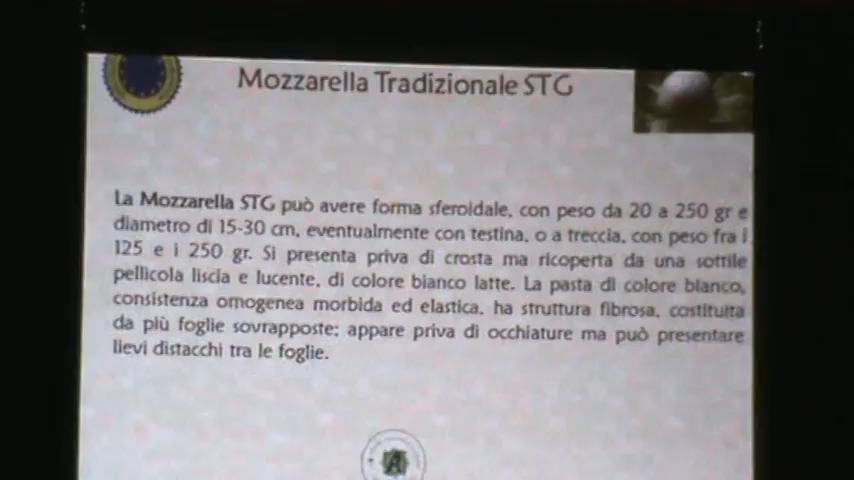 Mozzarella Tradizionale STG
La Mozzarella STG può avere forma sferoidale, con peso da 20 a 250 gr e
diametro di 15-30 cm, eventualmente con testina, o a treccia, con peso fra i
125 e i 250 gr. Si presenta priva di crosta ma ricoperta da una sottile
pellicola liscia e lucente, di colore bianco latte. La pasta di colore bianco,
consistenza omogenea morbida ed elastica, ha struttura fibrosa, costituita
da più foglie sovrapposte; appare priva di occhiature ma può presentare
lievi distacchi tra le foglie.